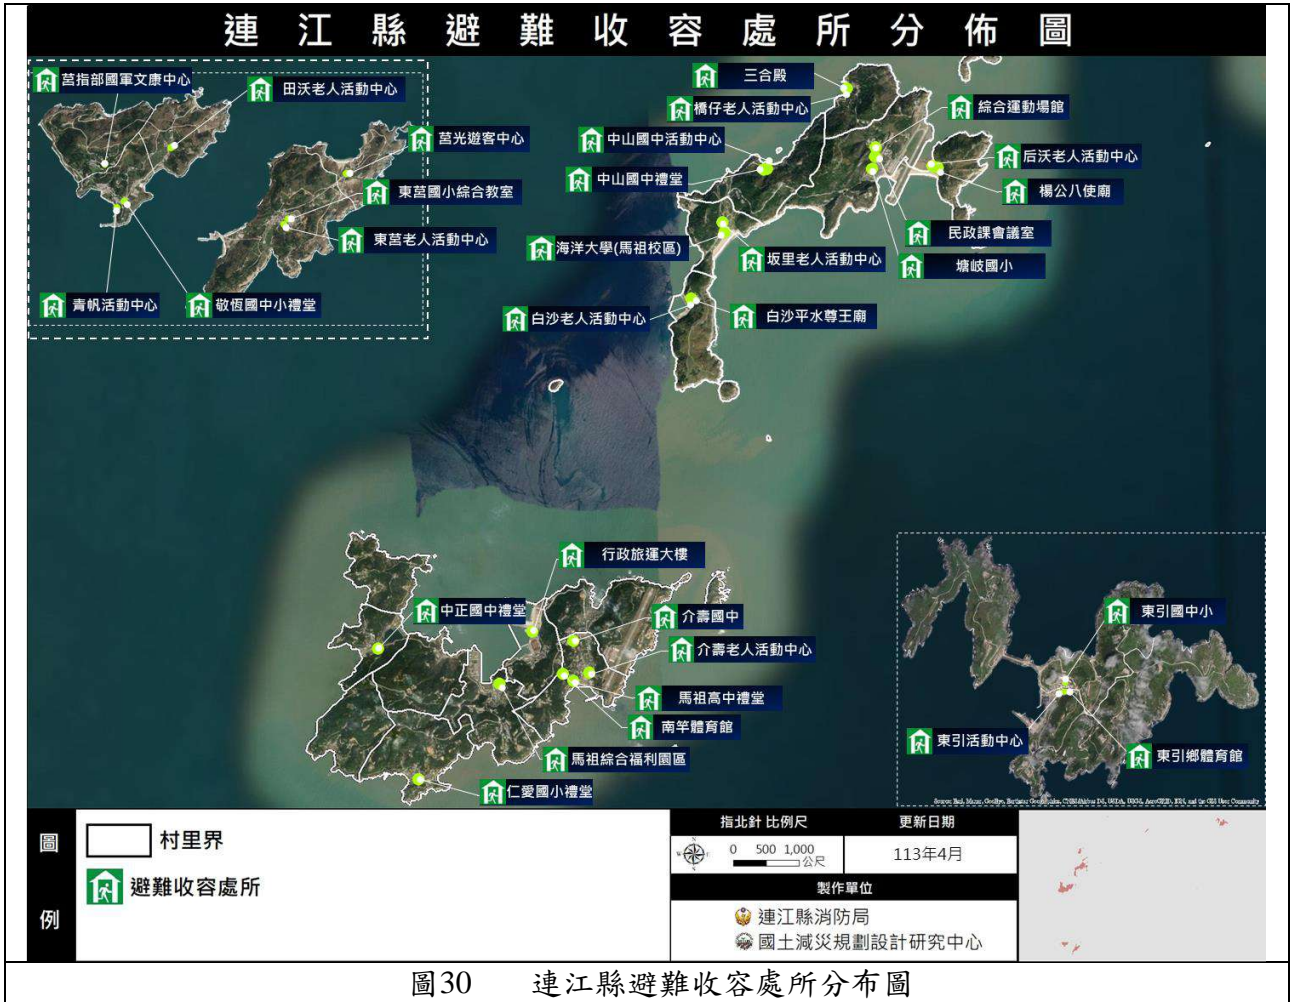 連江縣避難收容處所分佈圖
莒指部國軍文康中心
田沃老人活動中心
莒光遊客中心
東莒國小綜合教室
東莒老人活動中心
青帆活動中心
敬恆國中小禮堂
三合殿
橋仔老人活動中心
綜合運動場館
中山國中活動中心
后沃老人活動中心
中山國中禮堂
楊公八使廟
民政課會議室
海洋大學(馬祖校區)
坂里老人活動中心
塘岐國小
白沙老人活動中心
白沙平水尊王廟
行政旅運大樓
中正國中禮堂
介壽國中
介壽老人活動中心
馬祖高中禮堂
南竿體育館
馬祖綜合福利園區
仁愛國小禮堂
東引國中小
東引活動中心
東引鄉體育館
圖例
村里界
避難收容處所
指北針 比例尺
0 500 1,000
公尺
更新日期
113年4月
製作單位
連江縣消防局
國土減災規劃設計研究中心
圖30 連江縣避難收容處所分布圖